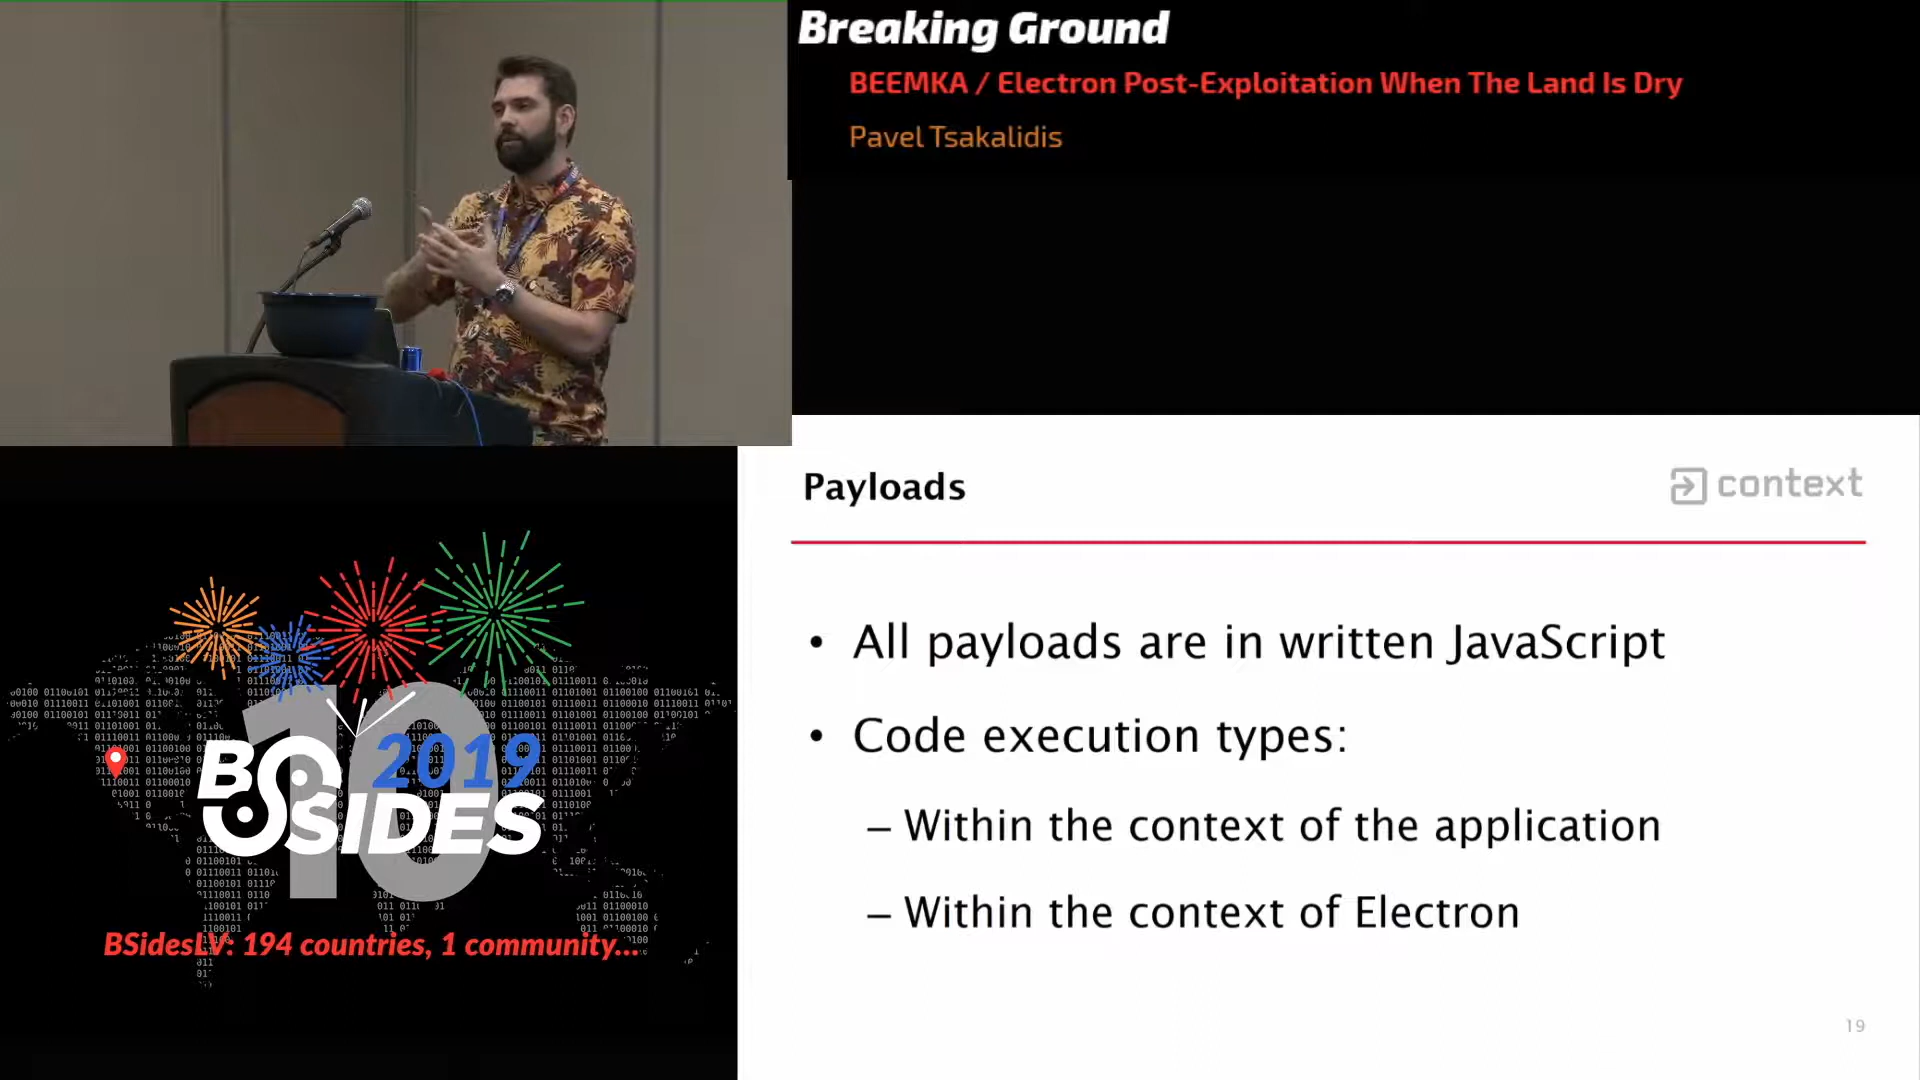 Breaking Ground
BEEMKA / Electron Post-Exploitation When The Land Is Dry
Pavel Tsakalidis
Payloads
context
• All payloads are in written JavaScript
• Code execution types:
– Within the context of the application
– Within the context of Electron
19
10
BSIDES 2019
BSidesLV: 194 countries, 1 community...